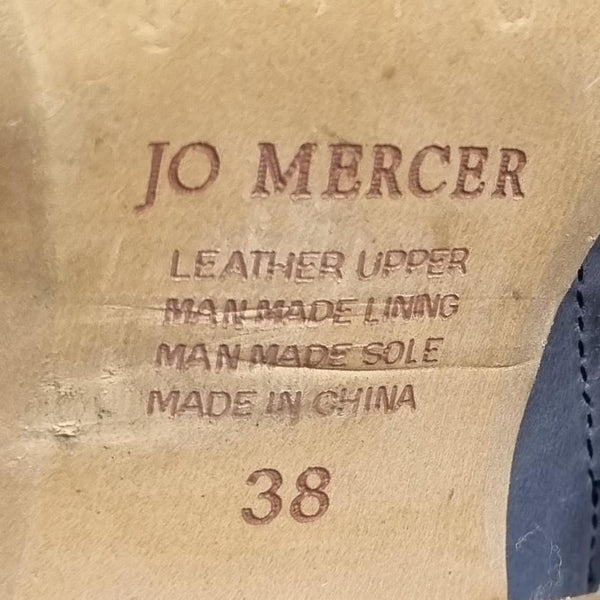 JO MERCER
LEATHER UPPER
MAN MADE LINING
MAN MADE SOLE
MADE IN CHINA
38